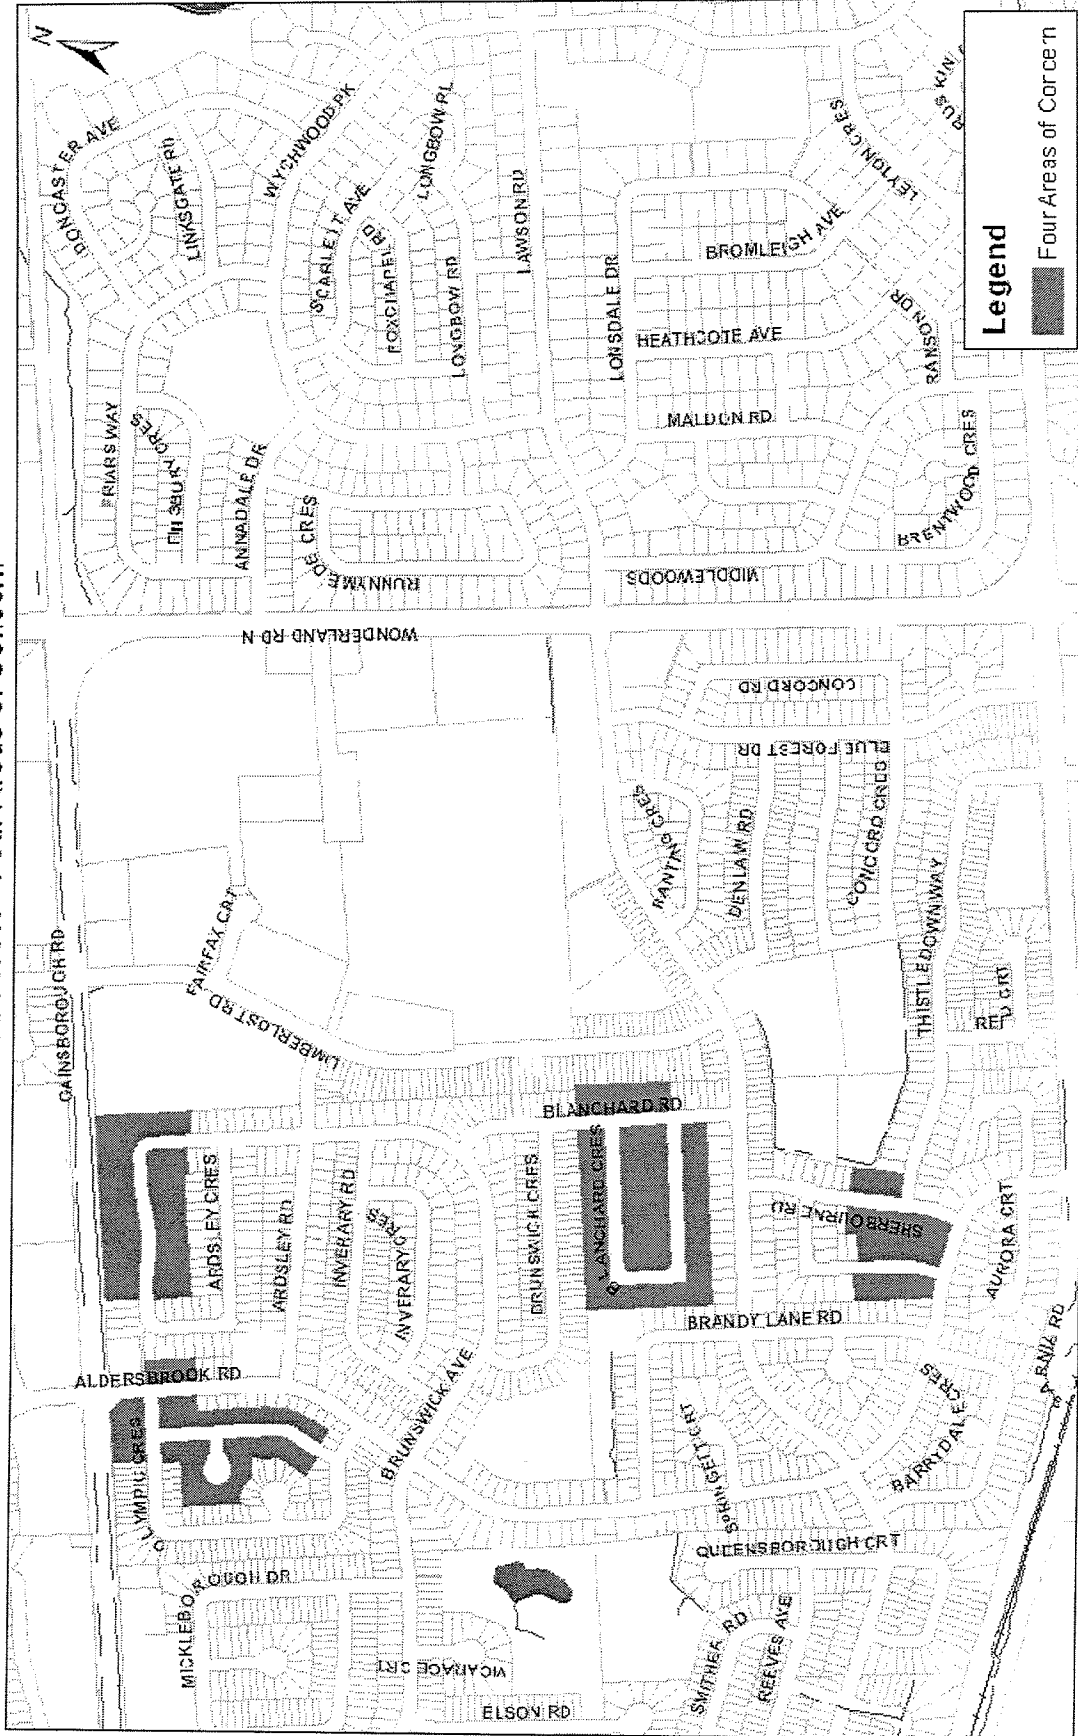 N
DONCASTER AVE
LINKSGATE RD
WYCHWOOD PK
SCARLETT AVE
FOXCHAPEL RD
LONGBOW PL
LONGBOW RD
LAWSON RD
LONSDALE DR
BROMLEIGH AVE
HEATHCOTE AVE
MALDON RD
LEYTON CRES
RANSON DR
BRENTWOOD CRES
FRIARS WAY
CRES
ANNADALE DR
RUNNYMEDE CRES
MIDDLEWOODS
WONDERLAND RD N
GAINSBOROUGH RD
FAIRFAX CRT
LIMBERLOST RD
CONCORD RD
BLUE FOREST DR
CONCORD CRES
DENLAW RD
BANTING CRES
THISTLEDOWN WAY
REID CRT
ARDSLEY CRES
ARDSLEY RD
INVERARY RD
INVERARY CRES
BRUNSWICK CRES
BLANCHARD RD
BLANCHARD CRES
SHERBOURNE RD
AURORA CRT
BRANDY LANE RD
BARRYDALE CRES
ALDERSBROOK RD
OLYMPIC CRES
BRUNSWICK AVE
QUEENSBOROUGH CRT
MICKLEBOROUGH DR
VICARAGE CRT
ELSON RD
SMITHER RD
REEVES AVE
Legend
Four Areas of Concern